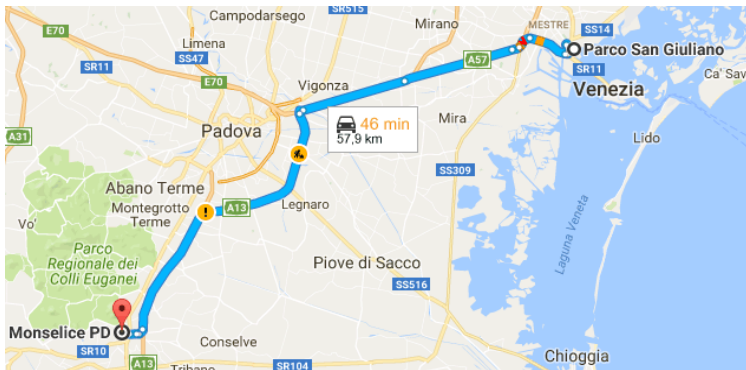 SR515
Campodarsego
E70
Mirano
MESTRE
SS14
Limena
SR11
SS47
A57
Parco San Giuliano
SR11
E70
Vigonza
Venezia
Ca' Sav
Mira
46 min
57,9 km
Padova
A31
Lido
SS309
Abano Terme
Montegrotto
Terme
A13
Legnaro
Vo'
Laguna Veneta
Parco
Regionale dei
Colli Euganei
Piove di Sacco
SS516
Monselice PD
SR10
A13
Conselve
Chioggia
Tribano
SR104